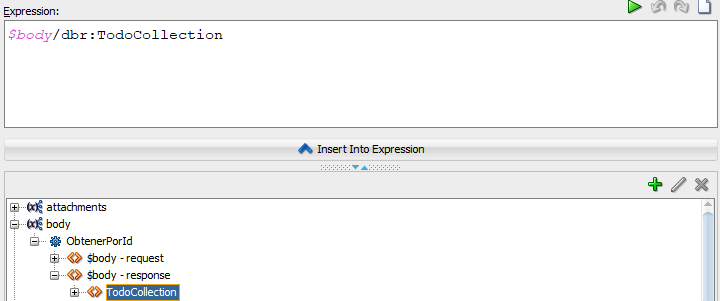 Expression:
$body/dbr:TodoCollection
Insert Into Expression
attachments
body
ObtenerPorId
$body - request
$body - response
TodoCollection